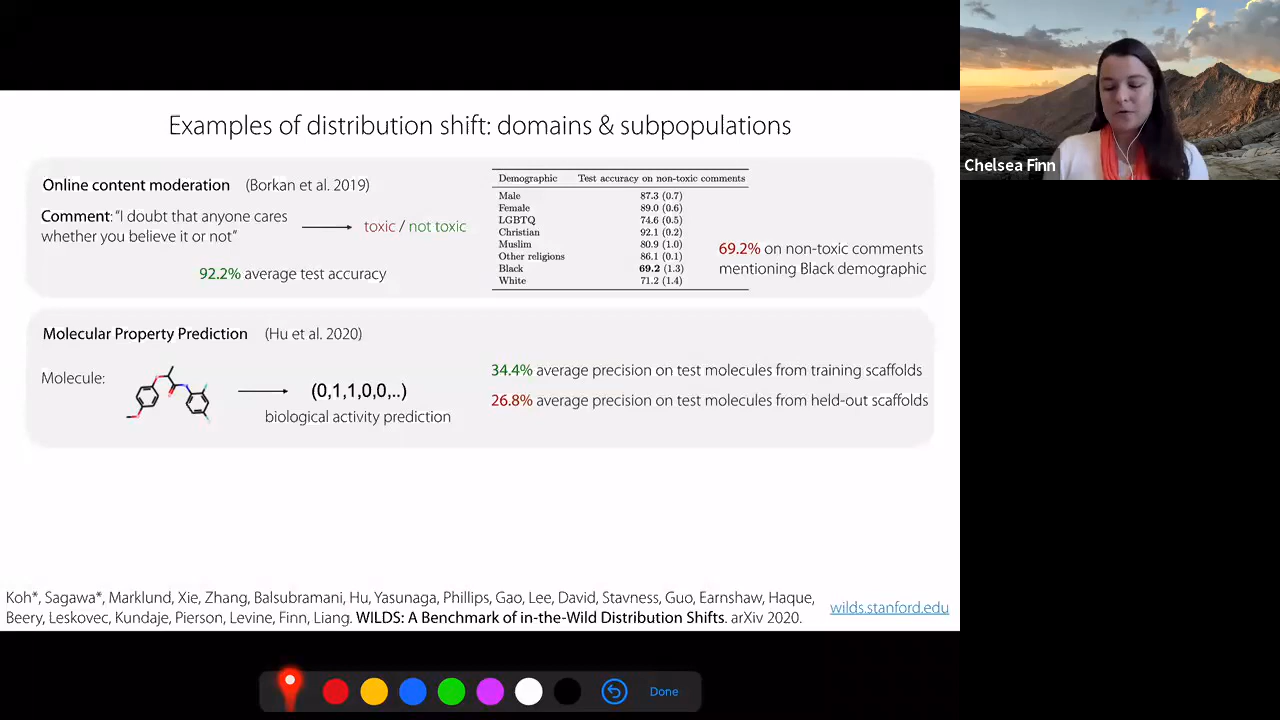 Examples of distribution shift: domains & subpopulations
Online content moderation (Borkan et al. 2019)
Comment: "I doubt that anyone cares
whether you believe it or not"
toxic / not toxic
92.2% average test accuracy
Demographic Test accuracy on non-toxic comments
Male 87.3 (0.7)
Female 89.0 (0.6)
LGBTQ 74.6 (0.5)
Christian 92.1 (0.2)
Muslim 80.9 (1.0)
Other religions 86.1 (0.1)
Black 69.2 (1.3)
White 71.2 (1.4)
69.2% on non-toxic comments
mentioning Black demographic
Molecular Property Prediction (Hu et al. 2020)
Molecule:
(0,1,1,0,0,..)
biological activity prediction
34.4% average precision on test molecules from training scaffolds
26.8% average precision on test molecules from held-out scaffolds
Koh*, Sagawa*, Marklund, Xie, Zhang, Balsubramani, Hu, Yasunaga, Phillips, Gao, Lee, David, Stavness, Guo, Earnshaw, Haque,
Beery, Leskovec, Kundaje, Pierson, Levine, Finn, Liang. WILDS: A Benchmark of in-the-Wild Distribution Shifts. arXiv 2020.
wilds.stanford.edu
Chelsea Finn
Done